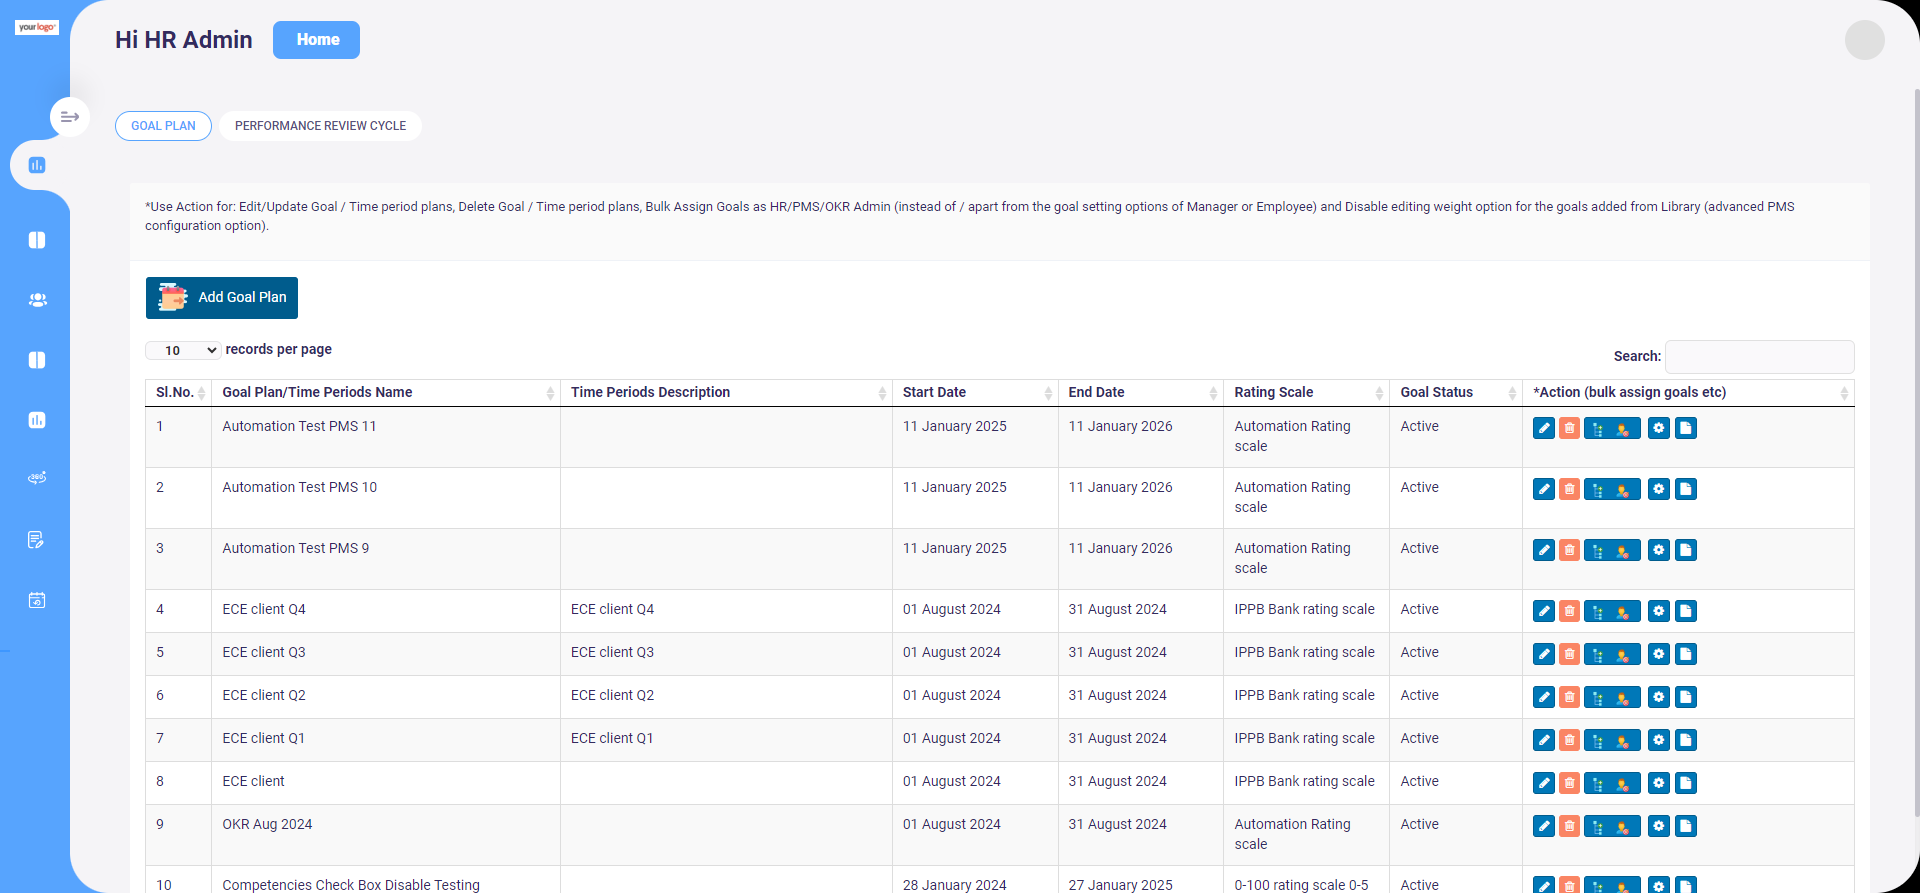 your logo
Hi HR Admin
Home
GOAL PLAN
PERFORMANCE REVIEW CYCLE
*Use Action for: Edit/Update Goal / Time period plans, Delete Goal / Time period plans, Bulk Assign Goals as HR/PMS/OKR Admin (instead of / apart from the goal setting options of Manager or Employee) and Disable editing weight option for the goals added from Library (advanced PMS
configuration option).
Add Goal Plan
10 records per page
Search:
Sl.No. Goal Plan/Time Periods Name Time Periods Description Start Date End Date Rating Scale Goal Status *Action (bulk assign goals etc)
1 Automation Test PMS 11 11 January 2025 11 January 2026 Automation Rating Active
scale
2 Automation Test PMS 10 11 January 2025 11 January 2026 Automation Rating Active
scale
3 Automation Test PMS 9 11 January 2025 11 January 2026 Automation Rating Active
scale
4 ECE client Q4 ECE client Q4 01 August 2024 31 August 2024 IPPB Bank rating scale Active
5 ECE client Q3 ECE client Q3 01 August 2024 31 August 2024 IPPB Bank rating scale Active
6 ECE client Q2 ECE client Q2 01 August 2024 31 August 2024 IPPB Bank rating scale Active
7 ECE client Q1 ECE client Q1 01 August 2024 31 August 2024 IPPB Bank rating scale Active
8 ECE client 01 August 2024 31 August 2024 IPPB Bank rating scale Active
360°
9 OKR Aug 2024 01 August 2024 31 August 2024 Automation Rating Active
scale
10 Competencies Check Box Disable Testing 28 January 2024 27 January 2025 0-100 rating scale 0-5 Active